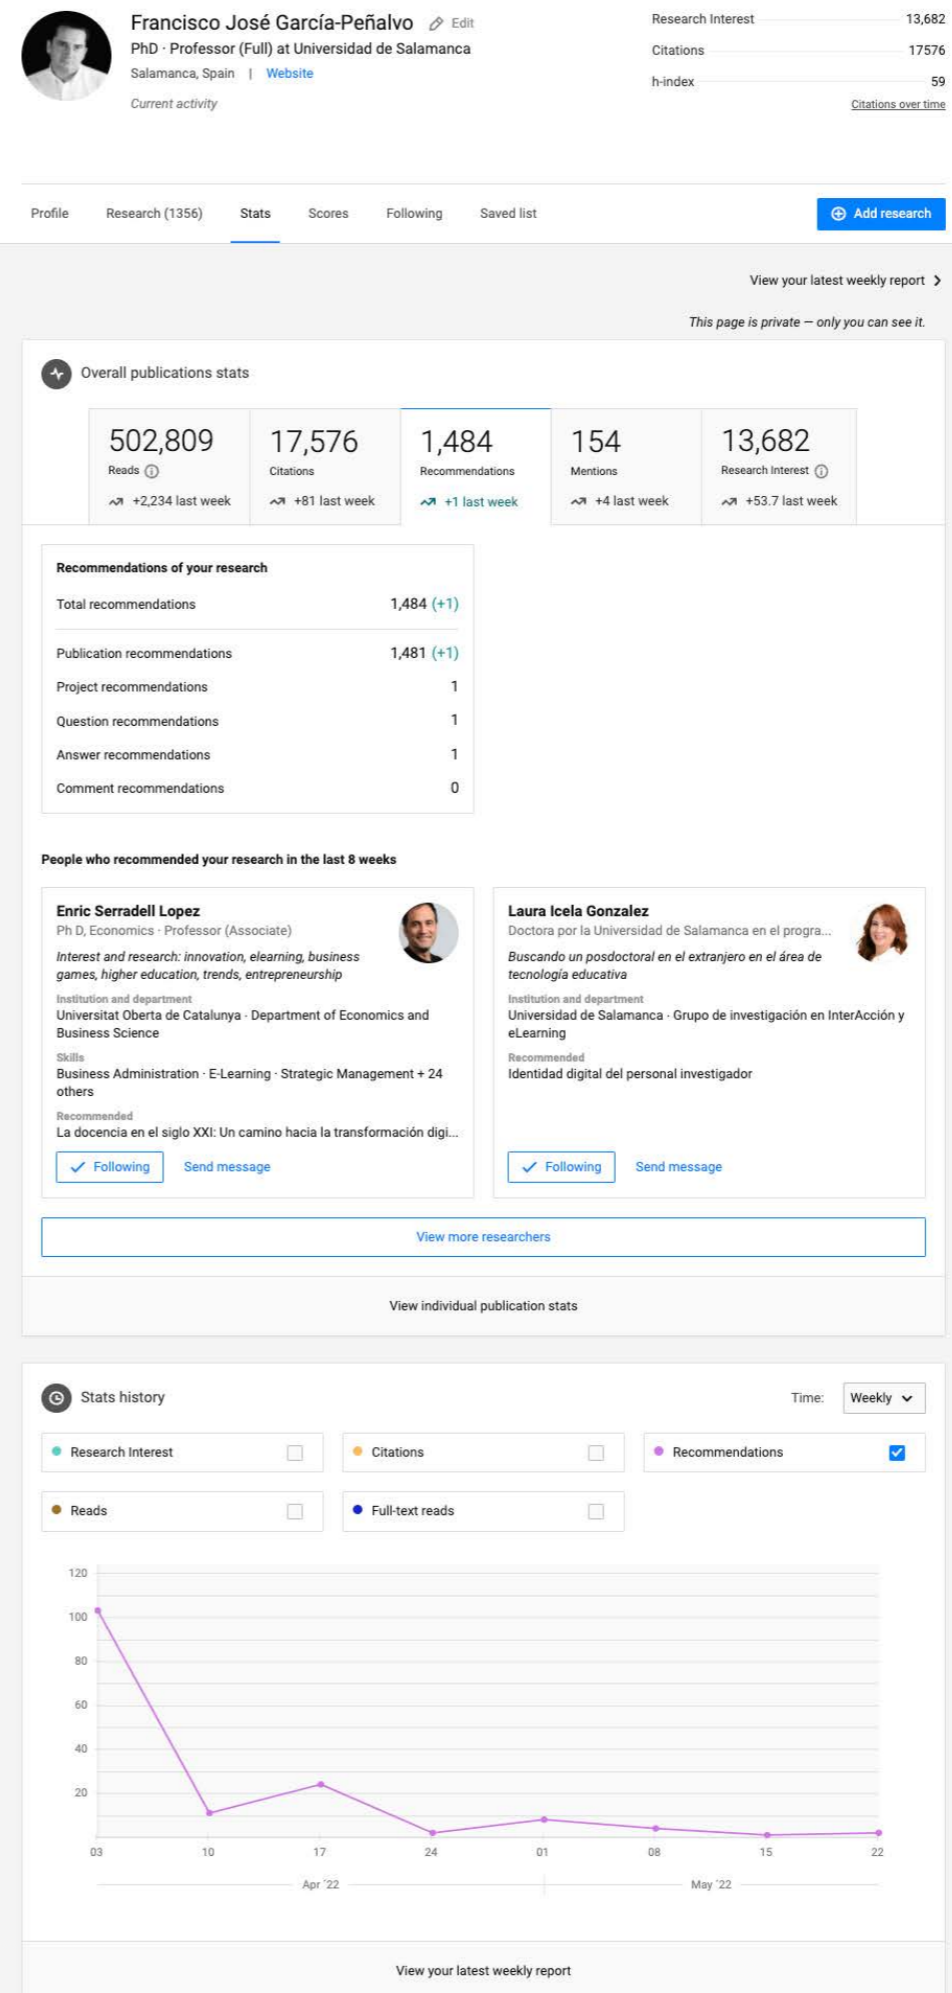 Francisco José García-Peñalvo Edit
PhD · Professor (Full) at Universidad de Salamanca
Salamanca, Spain | Website
Current activity
Research Interest 13,682
Citations 17576
h-index 59
Citations over time
Profile Research (1356) Stats Scores Following Saved list Add research
View your latest weekly report
This page is private — only you can see it.
Overall publications stats
502,809
Reads
+2,234 last week
17,576
Citations
+81 last week
1,484
Recommendations
+1 last week
154
Mentions
+4 last week
13,682
Research Interest
+53.7 last week
Recommendations of your research
Total recommendations 1,484 (+1)
Publication recommendations 1,481 (+1)
Project recommendations 1
Question recommendations 1
Answer recommendations 1
Comment recommendations 0
People who recommended your research in the last 8 weeks
Enric Serradell Lopez
Ph D, Economics · Professor (Associate)
Interest and research: innovation, elearning, business
games, higher education, trends, entrepreneurship
Institution and department
Universitat Oberta de Catalunya · Department of Economics and
Business Science
Skills
Business Administration · E-Learning · Strategic Management + 24
others
Recommended
La docencia en el siglo XXI: Un camino hacia la transformación digi...
Following Send message
Laura Icela Gonzalez
Doctora por la Universidad de Salamanca en el progra...
Buscando un posdoctoral en el extranjero en el área de
tecnología educativa
Institution and department
Universidad de Salamanca · Grupo de investigación en InterAcción y
eLearning
Recommended
Identidad digital del personal investigador
Following Send message
View more researchers
View individual publication stats
Stats history
Time: Weekly
Research Interest
Citations
Recommendations
Reads
Full-text reads
120
100
80
60
40
20
03 10 17 24 01 08 15 22
Apr '22 May '22
View your latest weekly report